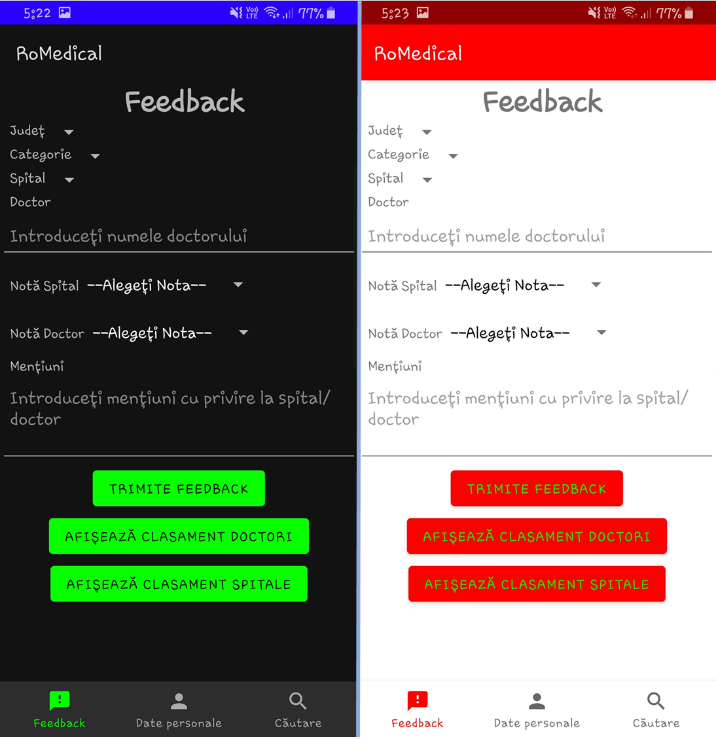 5:22 Vo) LTE 77%
RoMedical
Feedback
Județ
Categorie
Spital
Doctor
Introduceți numele doctorului
Notă Spital --Alegeți Nota--
Notă Doctor --Alegeți Nota--
Mențiuni
Introduceți mențiuni cu privire la spital/
doctor
TRIMITE FEEDBACK
AFIȘEAZĂ CLASAMENT DOCTORI
AFIȘEAZĂ CLASAMENT SPITALE
Feedback Date personale Căutare
5:23 Vo) LTE 77%
RoMedical
Feedback
Județ
Categorie
Spital
Doctor
Introduceți numele doctorului
Notă Spital --Alegeți Nota--
Notă Doctor --Alegeți Nota--
Mențiuni
Introduceți mențiuni cu privire la spital/
doctor
TRIMITE FEEDBACK
AFIȘEAZĂ CLASAMENT DOCTORI
AFIȘEAZĂ CLASAMENT SPITALE
Feedback Date personale Căutare